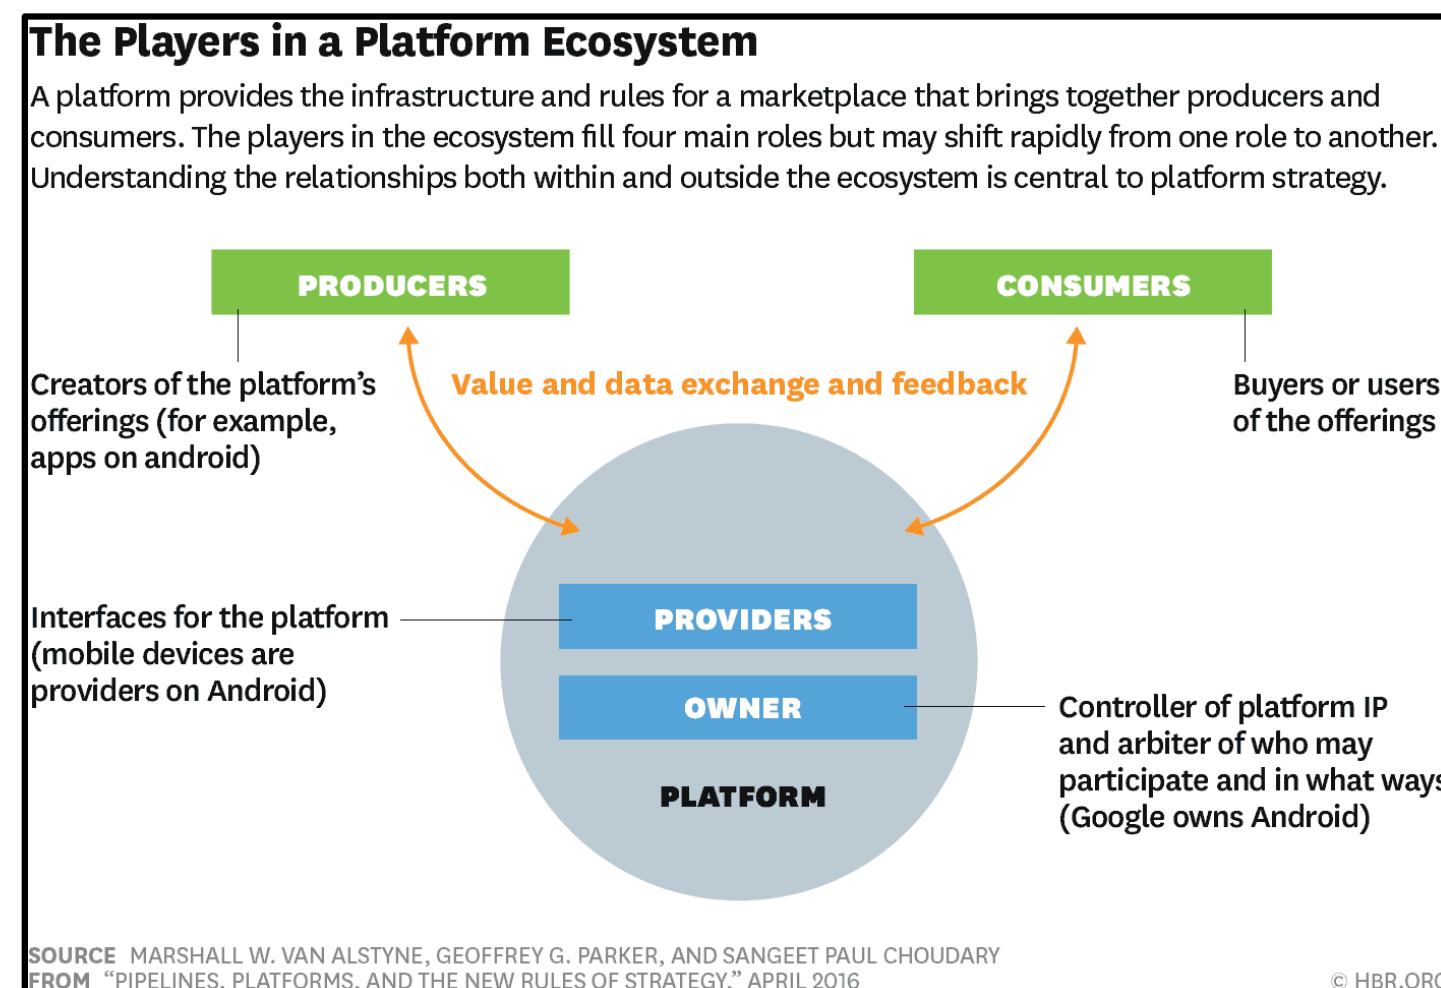 The Players in a Platform Ecosystem
A platform provides the infrastructure and rules for a marketplace that brings together producers and
consumers. The players in the ecosystem fill four main roles but may shift rapidly from one role to another.
Understanding the relationships both within and outside the ecosystem is central to platform strategy.
PRODUCERS
CONSUMERS
Creators of the platform's
offerings (for example,
apps on android)
Value and data exchange and feedback
Buyers or users
of the offerings
Interfaces for the platform
(mobile devices are
providers on Android)
PROVIDERS
OWNER
Controller of platform IP
and arbiter of who may
participate and in what ways
(Google owns Android)
PLATFORM
SOURCE MARSHALL W. VAN ALSTYNE, GEOFFREY G. PARKER, AND SANGEET PAUL CHOUDARY
FROM “PIPELINES, PLATFORMS, AND THE NEW RULES OF STRATEGY,” APRIL 2016
© HBR.ORG